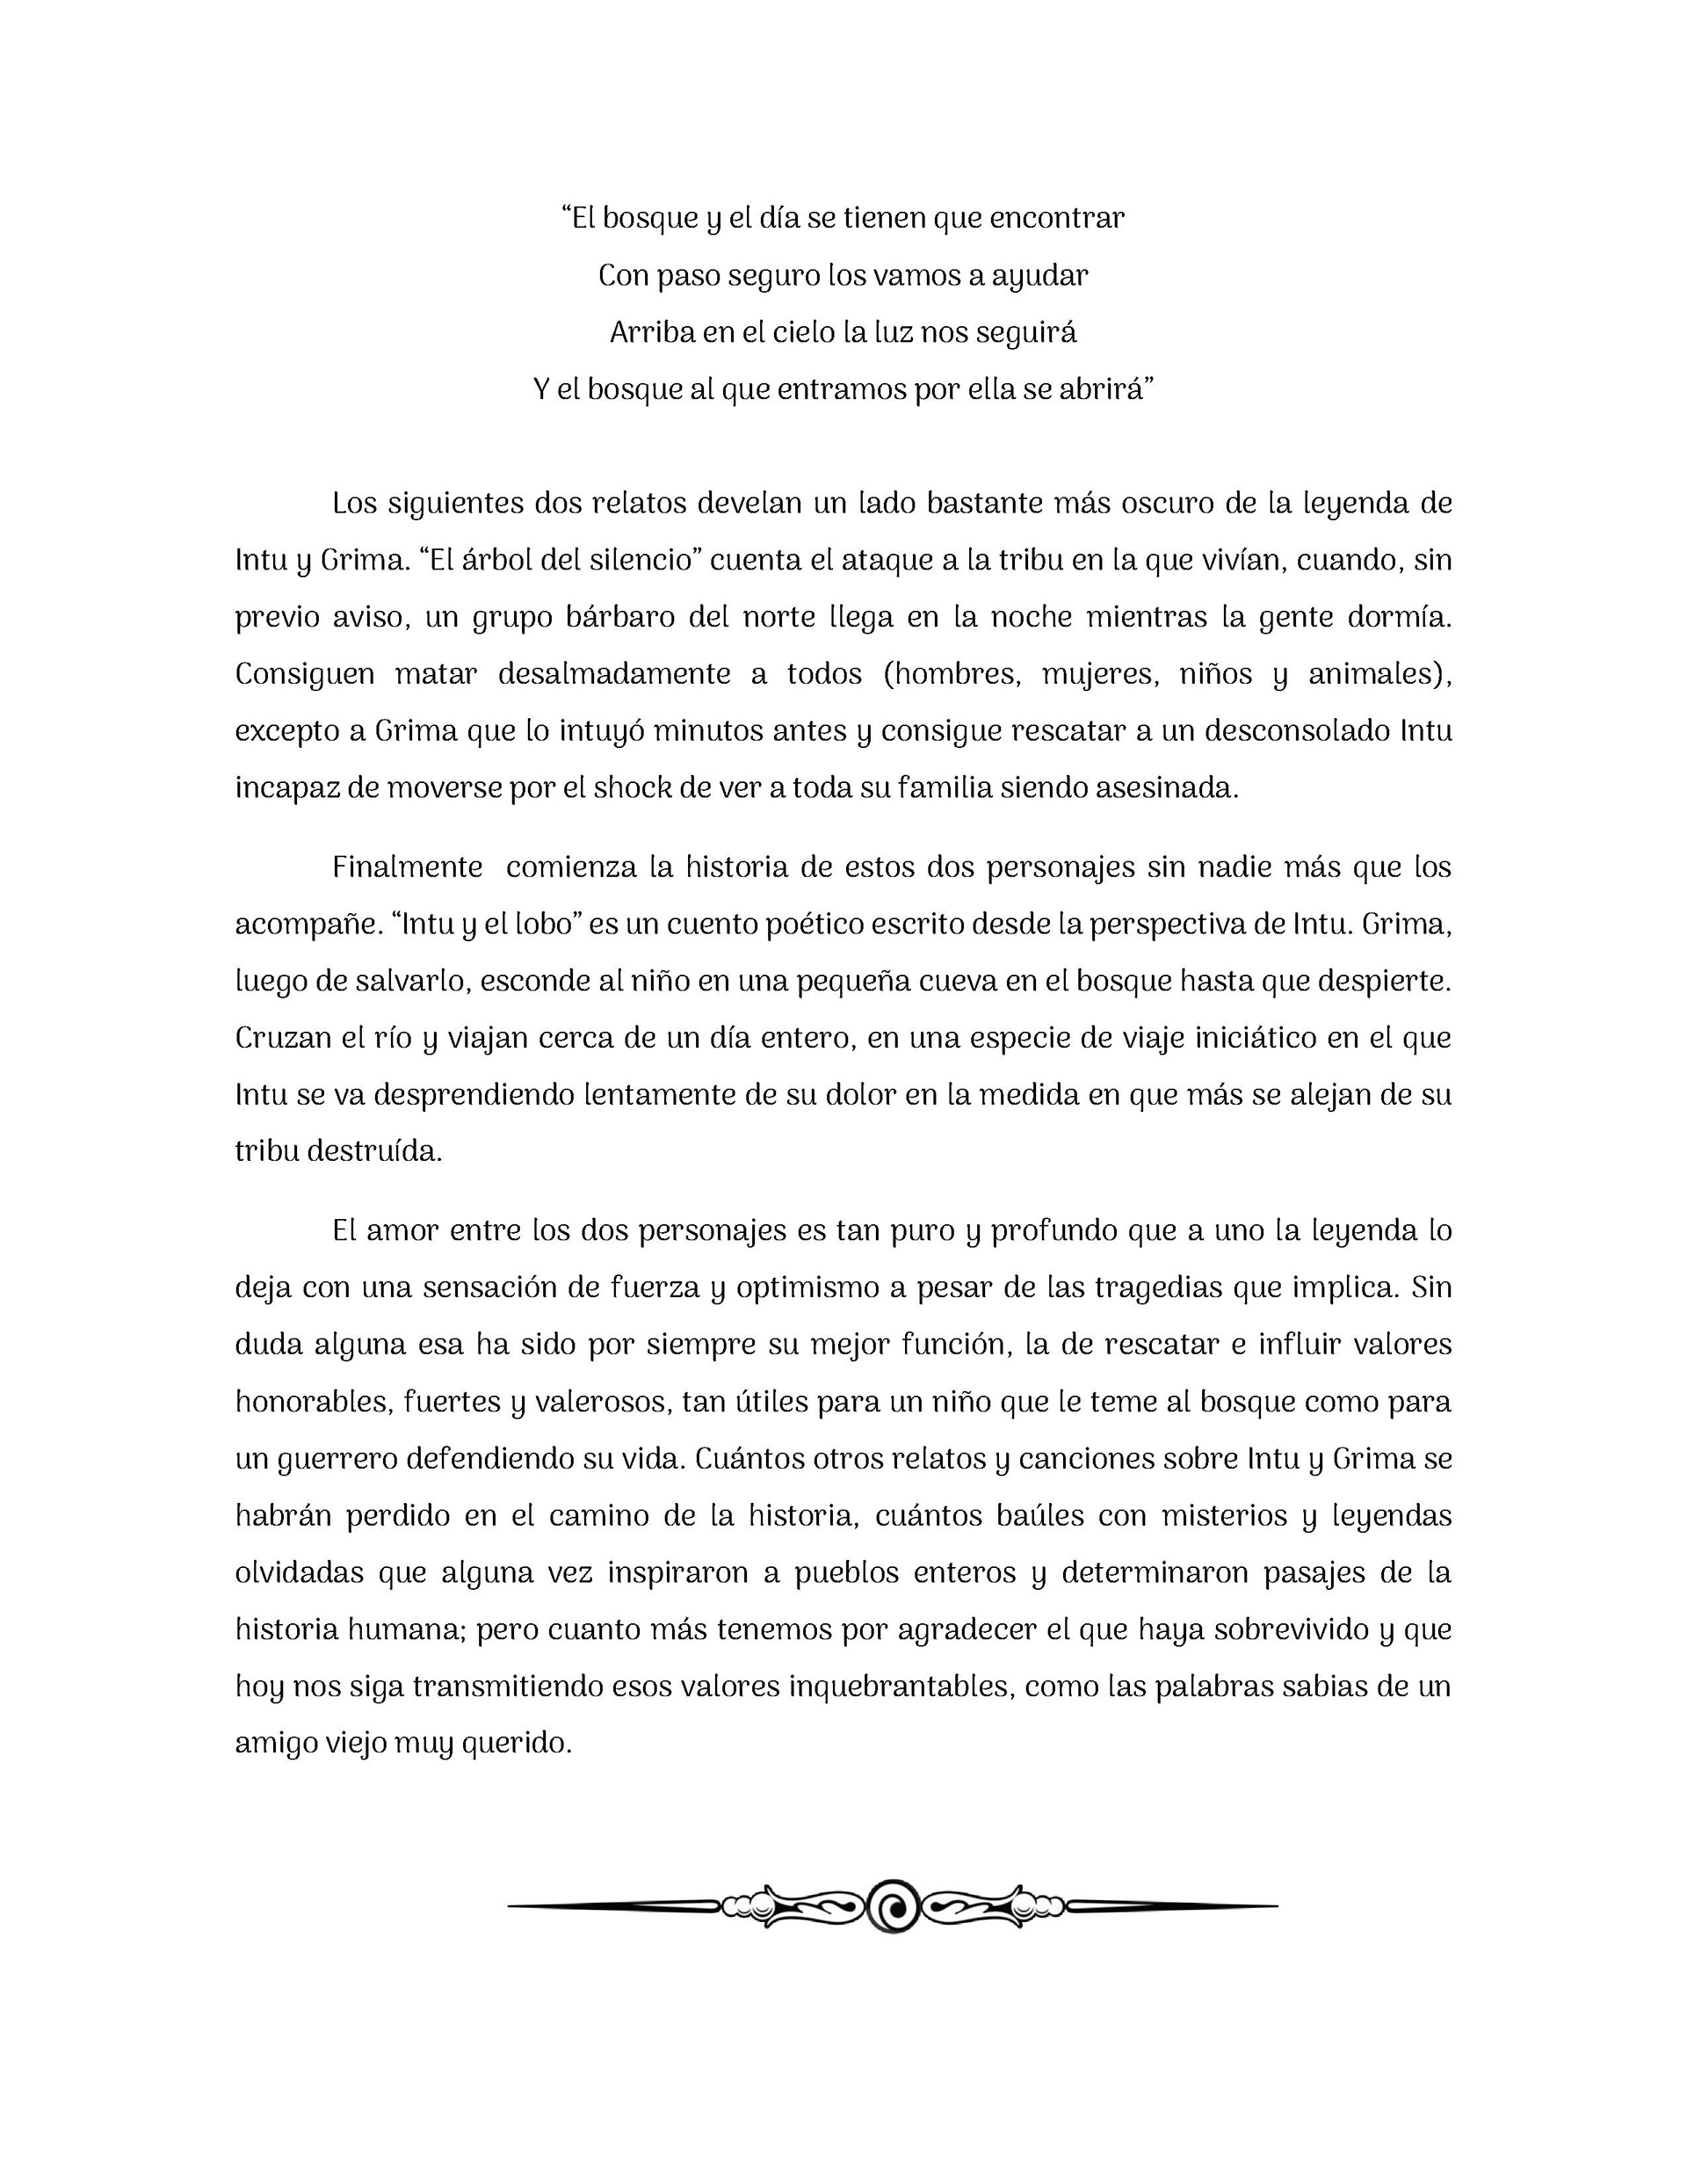 “El bosque y el día se tienen que encontrar
Con paso seguro los vamos a ayudar
Arriba en el cielo la luz nos seguirá
Y el bosque al que entramos por ella se abrirá”
Los siguientes dos relatos develan un lado bastante más oscuro de la leyenda de
Intu y Grima. “El árbol del silencio” cuenta el ataque a la tribu en la que vivían, cuando, sin
previo aviso, un grupo bárbaro del norte llega en la noche mientras la gente dormía.
Consiguen matar desalmadamente a todos (hombres, mujeres, niños y animales),
excepto a Grima que lo intuyó minutos antes y consigue rescatar a un desconsolado Intu
incapaz de moverse por el shock de ver a toda su familia siendo asesinada.
Finalmente  comienza la historia de estos dos personajes sin nadie más que los
acompañe. “Intu y el lobo” es un cuento poético escrito desde la perspectiva de Intu. Grima,
luego de salvarlo, esconde al niño en una pequeña cueva en el bosque hasta que despierte.
Cruzan el río y viajan cerca de un día entero, en una especie de viaje iniciático en el que
Intu se va desprendiendo lentamente de su dolor en la medida en que más se alejan de su
tribu destruída.
El amor entre los dos personajes es tan puro y profundo que a uno la leyenda lo
deja con una sensación de fuerza y optimismo a pesar de las tragedias que implica. Sin
duda alguna esa ha sido por siempre su mejor función, la de rescatar e influir valores
honorables, fuertes y valerosos, tan útiles para un niño que le teme al bosque como para
un guerrero defendiendo su vida. Cuántos otros relatos y canciones sobre Intu y Grima se
habrán perdido en el camino de la historia, cuántos baúles con misterios y leyendas
olvidadas que alguna vez inspiraron a pueblos enteros y determinaron pasajes de la
historia humana; pero cuanto más tenemos por agradecer el que haya sobrevivido y que
hoy nos siga transmitiendo esos valores inquebrantables, como las palabras sabias de un
amigo viejo muy querido.